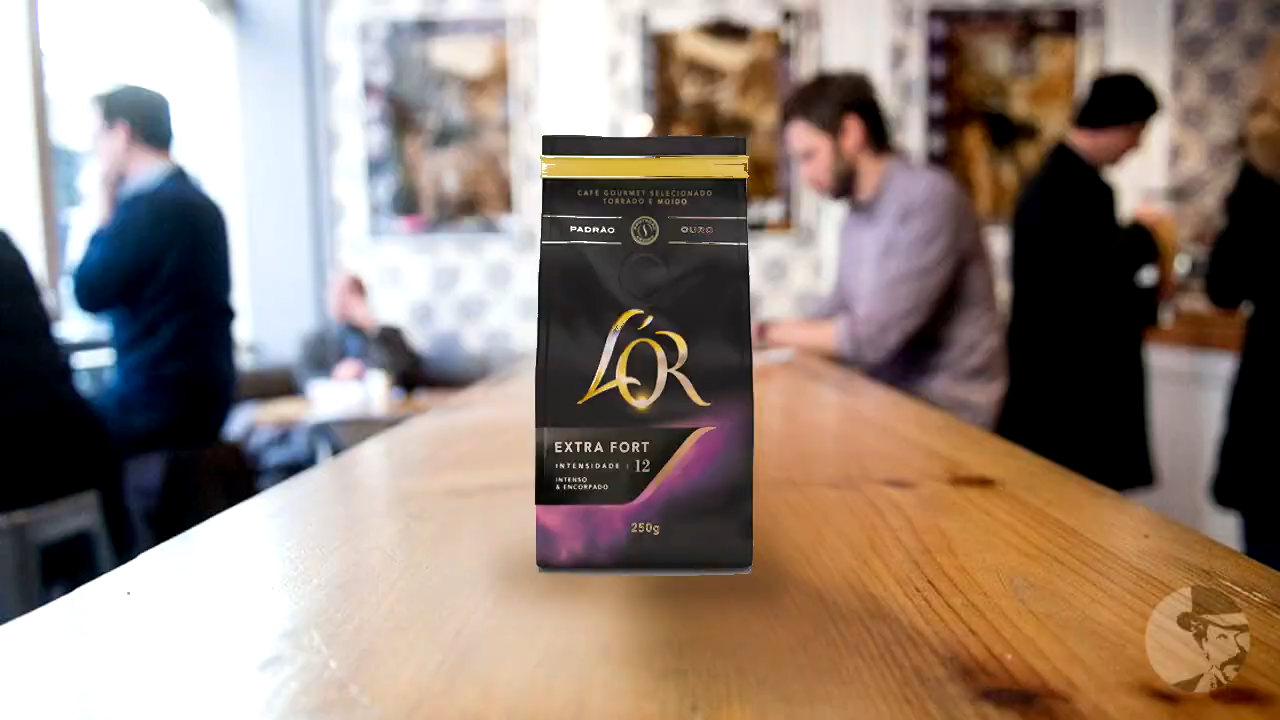 CAFÉ GOURMET SELECIONADO
TORRADO E MOÍDO
PADRÃO OURO
L'OR
EXTRA FORT
INTENSIDADE | 12
INTENSO
& ENCORPADO
250g